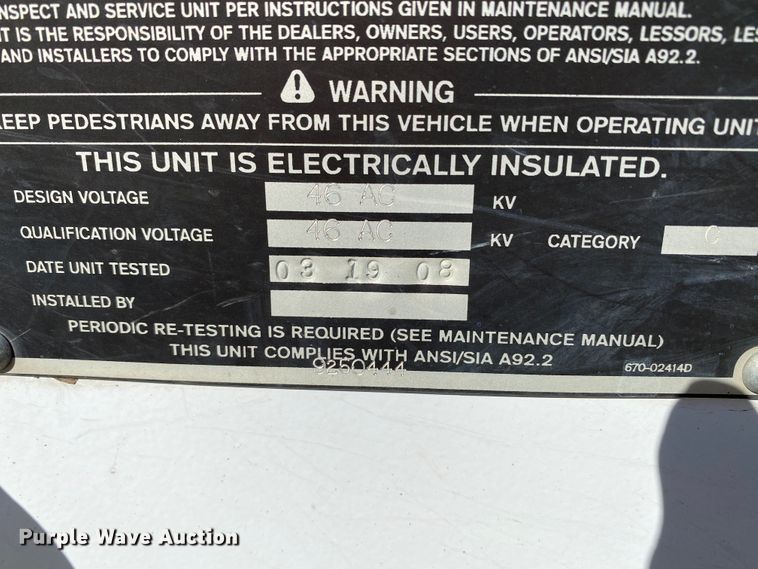 INSPECT AND SERVICE UNIT PER INSTRUCTIONS GIVEN IN MAINTENANCE MANUAL.
IT IS THE RESPONSIBILITY OF THE DEALERS, OWNERS, USERS, OPERATORS, LESSORS, LES
AND INSTALLERS TO COMPLY WITH THE APPROPRIATE SECTIONS OF ANSI/SIA A92.2.
WARNING
KEEP PEDESTRIANS AWAY FROM THIS VEHICLE WHEN OPERATING UNIT
THIS UNIT IS ELECTRICALLY INSULATED.
DESIGN VOLTAGE 46 AC KV
QUALIFICATION VOLTAGE 46 AC KV CATEGORY C
DATE UNIT TESTED 03 19 08
INSTALLED BY
PERIODIC RE-TESTING IS REQUIRED (SEE MAINTENANCE MANUAL)
THIS UNIT COMPLIES WITH ANSI/SIA A92.2
9250444 670-02414D
Purple Wave Auction